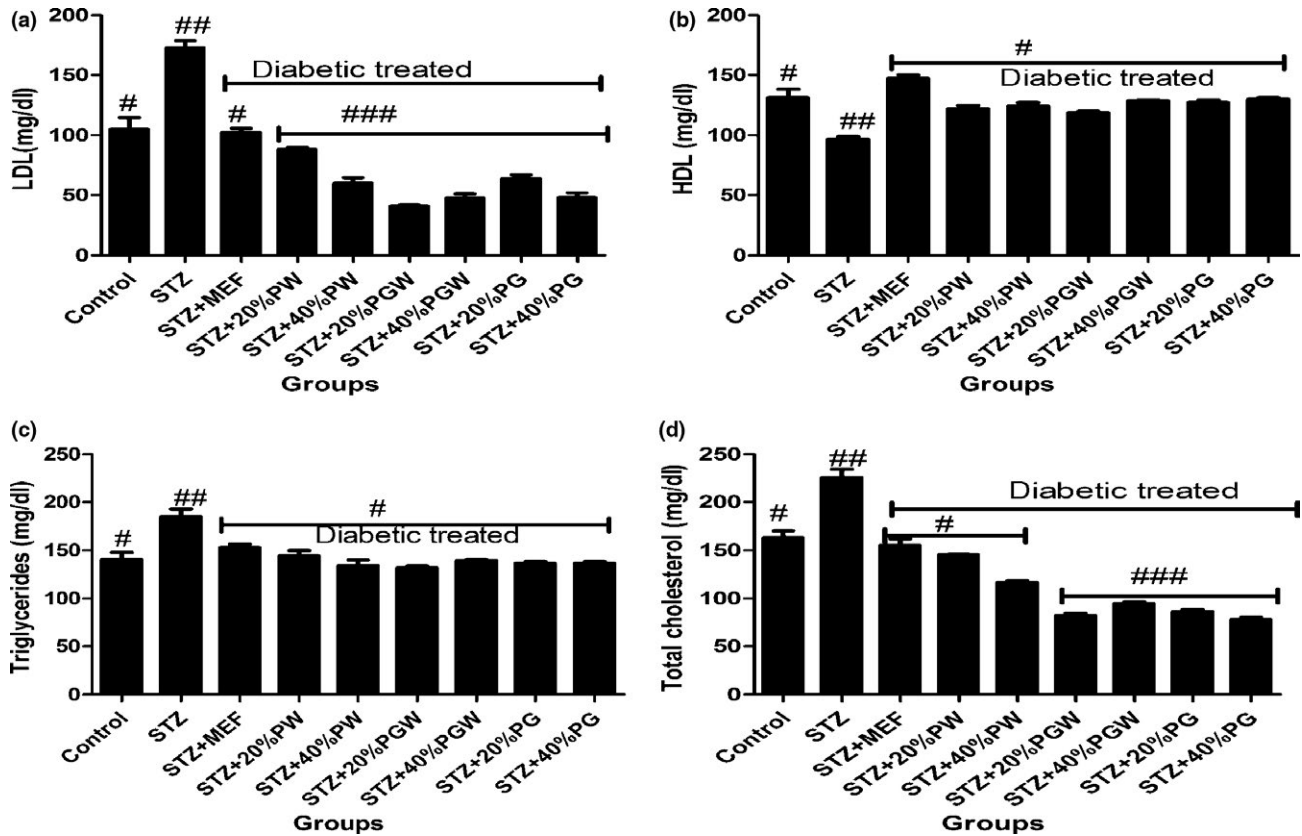 (a)
LDL(mg/dl)
200
150
100
50
0
#
##
#
Diabetic treated
###
Control
STZ
STZ+MEF
STZ+20%PW
STZ+40%PW
STZ+20%PGW
STZ+40%PGW
STZ+20%PG
STZ+40%PG
Groups
(b)
HDL (mg/dl)
200
150
100
50
0
#
##
#
Diabetic treated
Control
STZ
STZ+MEF
STZ+20%PW
STZ+40%PW
STZ+20%PGW
STZ+40%PGW
STZ+20%PG
STZ+40%PG
Groups
(c)
Triglycerides (mg/dl)
250
200
150
100
50
0
#
##
#
Diabetic treated
Control
STZ
STZ+MEF
STZ+20%PW
STZ+40%PW
STZ+20%PGW
STZ+40%PGW
STZ+20%PG
STZ+40%PG
Groups
(d)
Total cholesterol (mg/dl)
250
200
150
100
50
0
#
##
Diabetic treated
#
###
Control
STZ
STZ+MEF
STZ+20%PW
STZ+40%PW
STZ+20%PGW
STZ+40%PGW
STZ+20%PG
STZ+40%PG
Groups